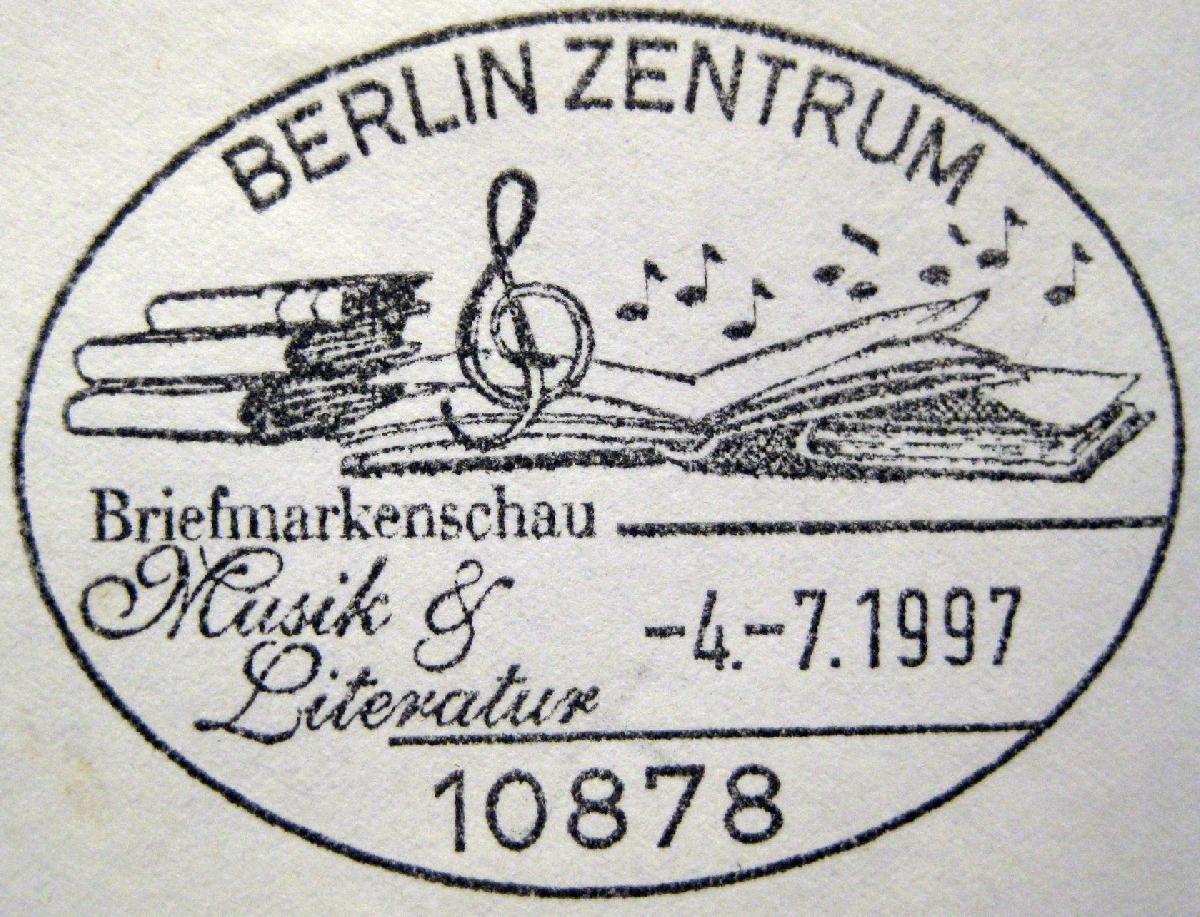 BERLIN ZENTRUM
Briefmarkenschau
Musik &
Literatur
-4.-7.1997
10878